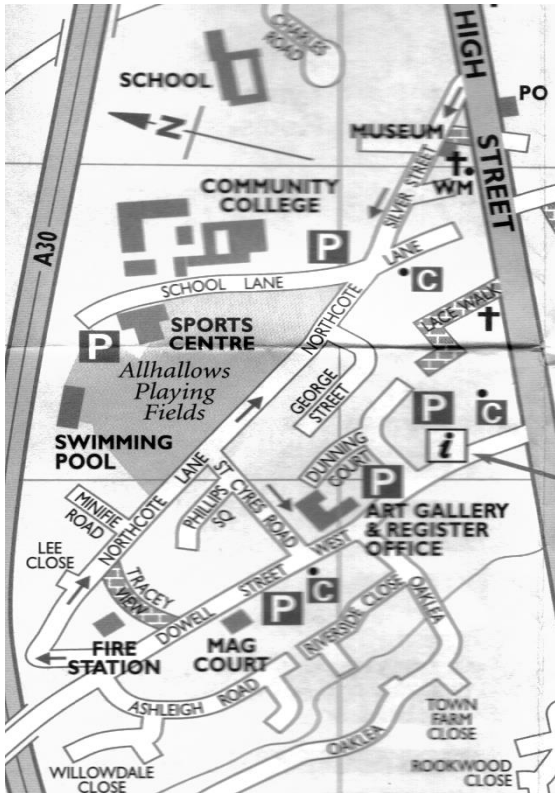 CHARLES
ROAD
HIGH
STREET
SCHOOL
PO
N
MUSEUM
WM
COMMUNITY
COLLEGE
SILVER STREET
A30
P
LANE
C
SCHOOL LANE
LACE WALK
SPORTS
CENTRE
NORTHCOTE
P
Allhallows
Playing
Fields
GEORGE
STREET
P
C
SWIMMING
POOL
i
DUNNING
COURT
NORTHCOTE LANE
ST CYRES ROAD
P
MINIFIE
ROAD
PHILLIPS
SQ
ART GALLERY
& REGISTER
OFFICE
LEE
CLOSE
TRACEY
VIEW
DOWELL STREET WEST
P
C
OAKLEA
RIVERSIDE CLOSE
FIRE
STATION
MAG
COURT
ASHLEIGH ROAD
TOWN
FARM
CLOSE
OAKLEA
WILLOWDALE
CLOSE
ROOKWOOD
CLOSE